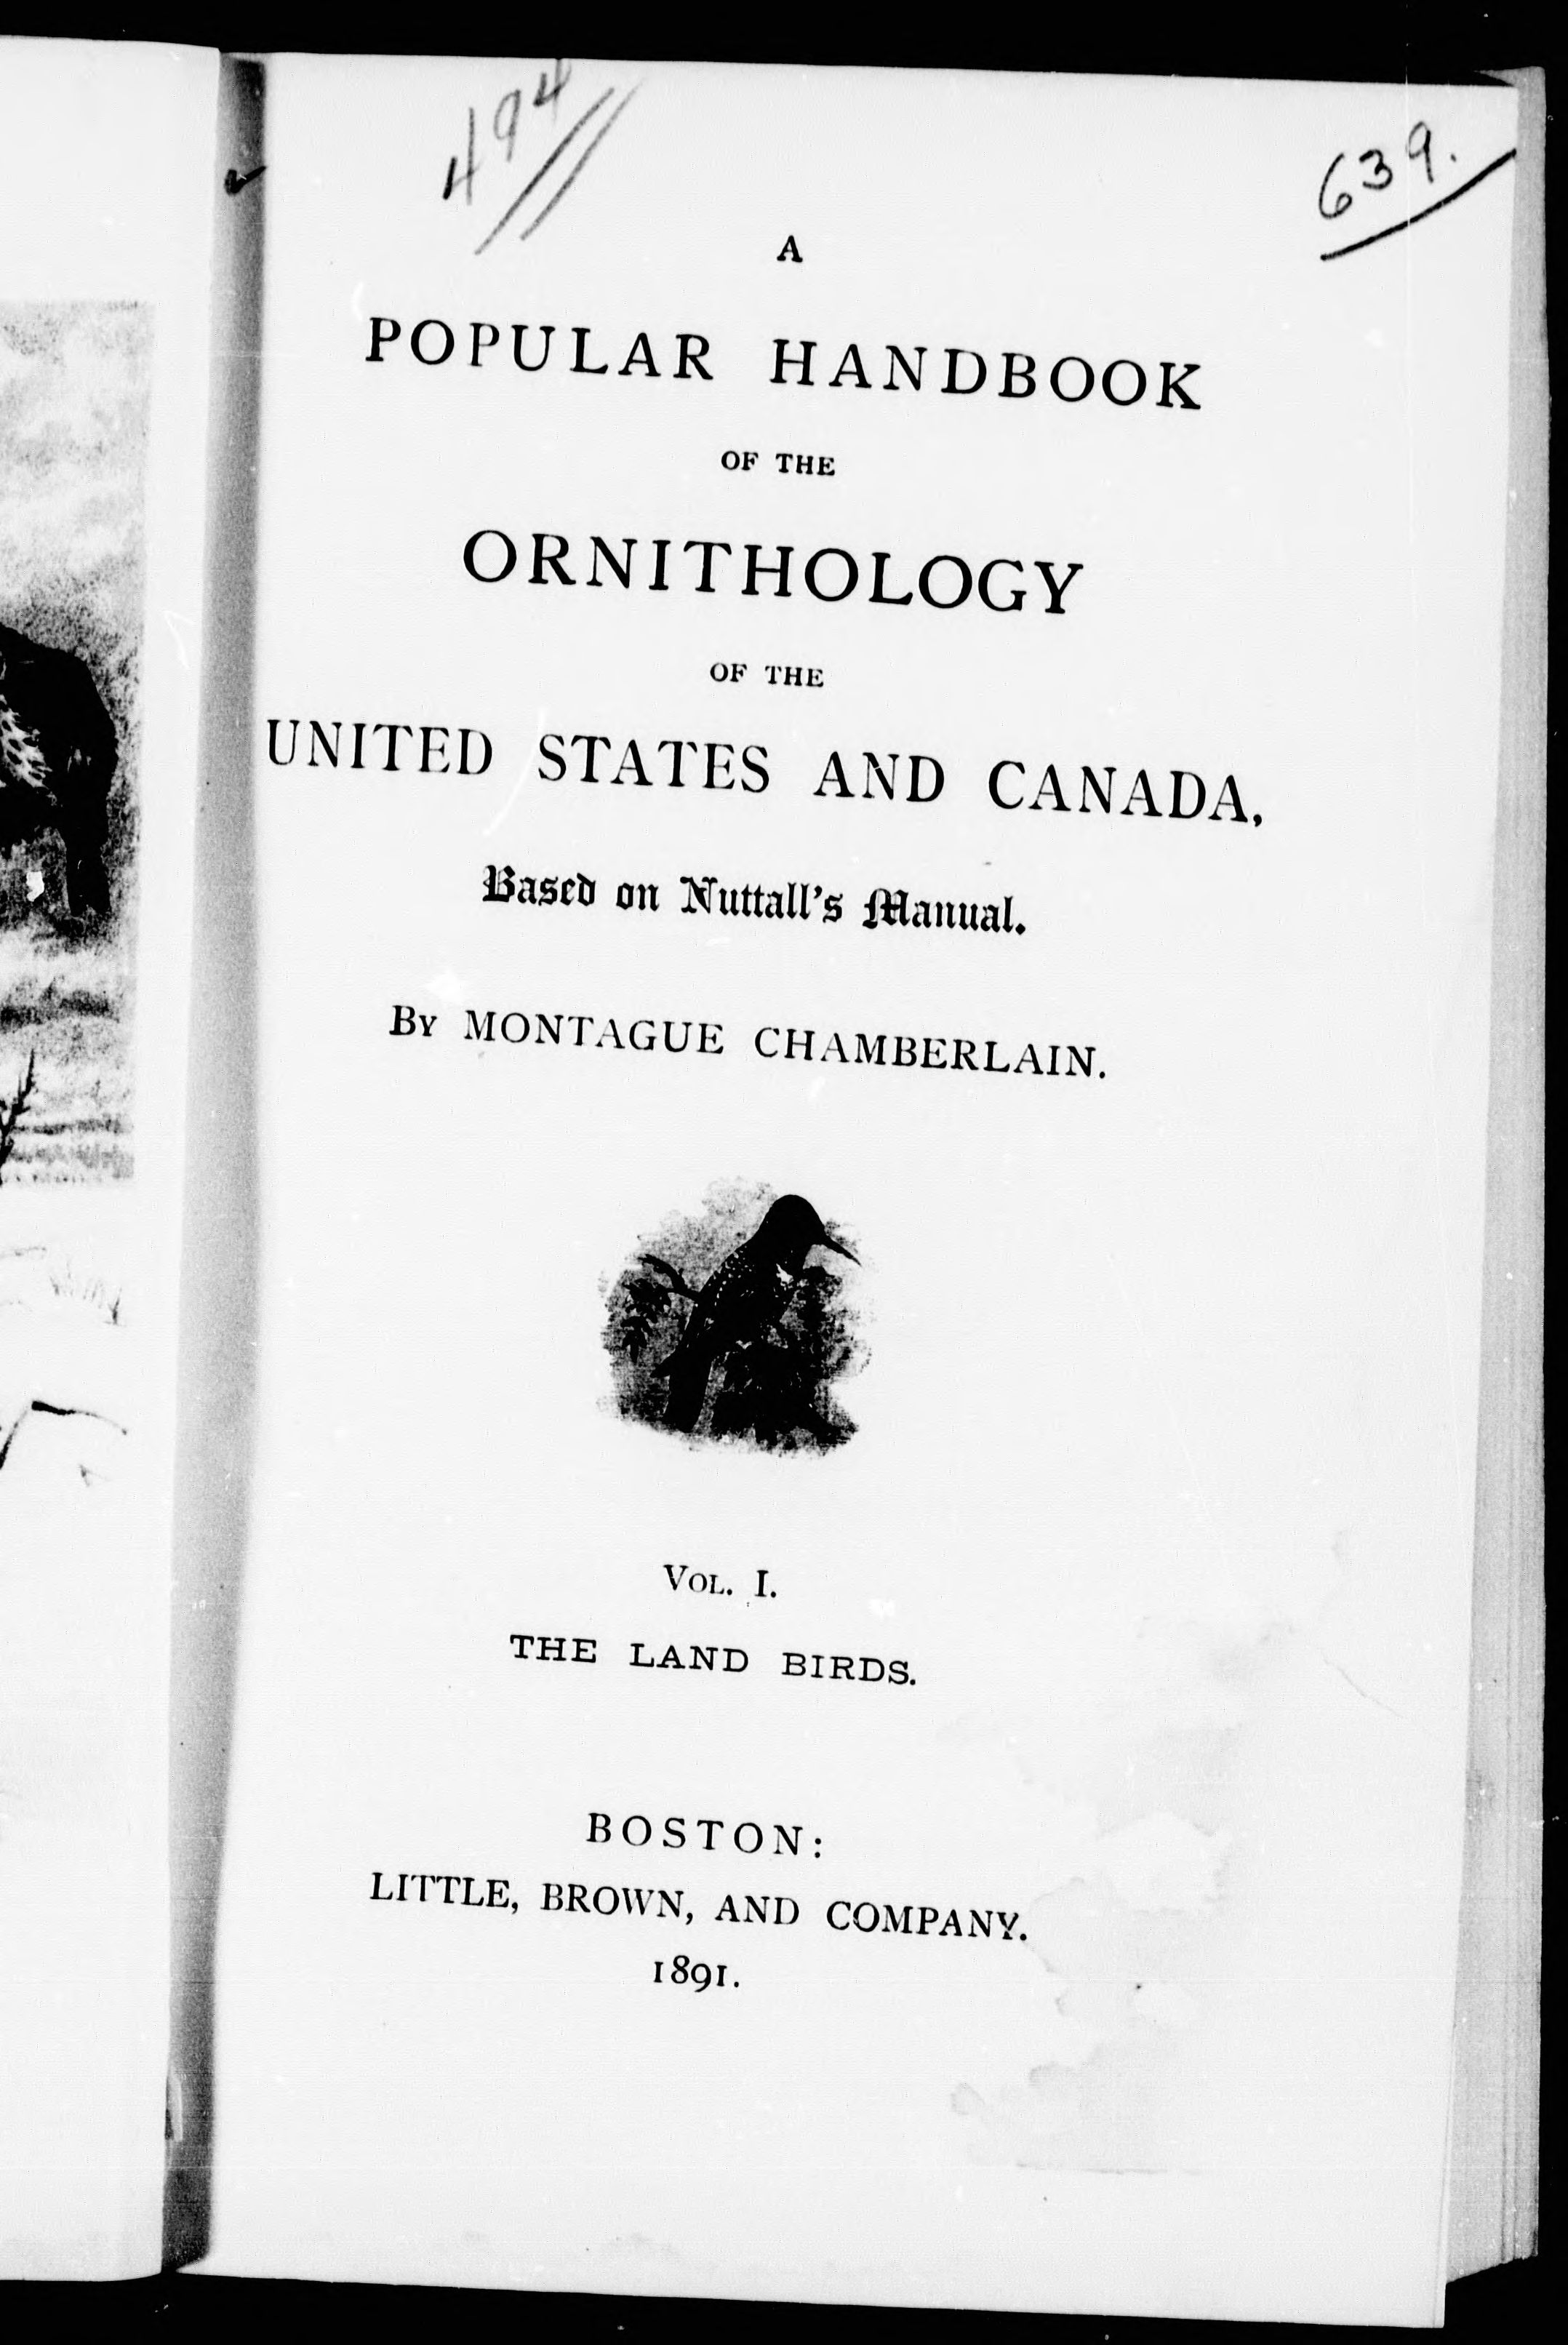 494
639.
A
POPULAR HANDBOOK
OF THE
ORNITHOLOGY
OF THE
UNITED STATES AND CANADA,
Based on Nuttall's Manual.
By MONTAGUE CHAMBERLAIN.
Vol. I.
THE LAND BIRDS.
BOSTON:
LITTLE, BROWN, AND COMPANY.
1891.